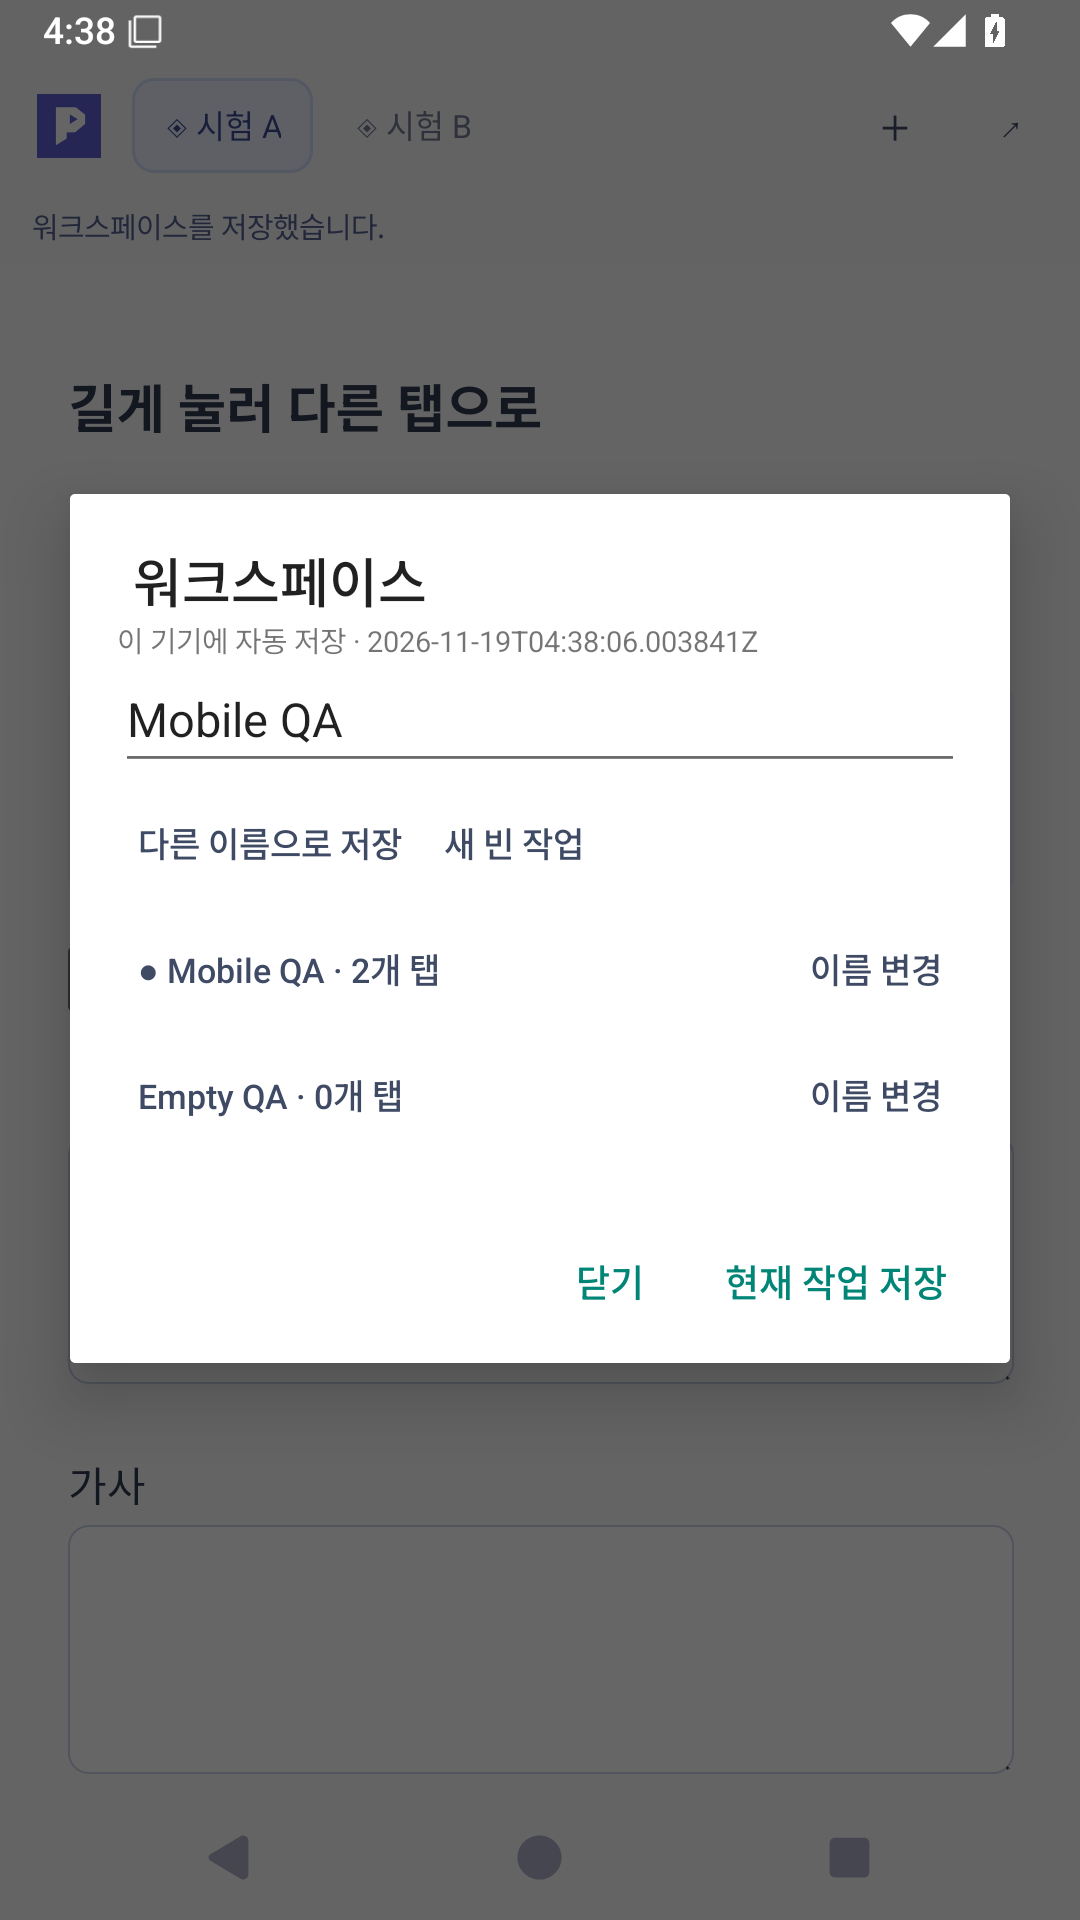 4:38
시험 A
시험 B
워크스페이스를 저장했습니다.
길게 눌러 다른 탭으로
워크스페이스
이 기기에 자동 저장 · 2026-11-19T04:38:06.003841Z
Mobile QA
다른 이름으로 저장 새 빈 작업
● Mobile QA · 2개 탭 이름 변경
Empty QA · 0개 탭 이름 변경
닫기 현재 작업 저장
가사